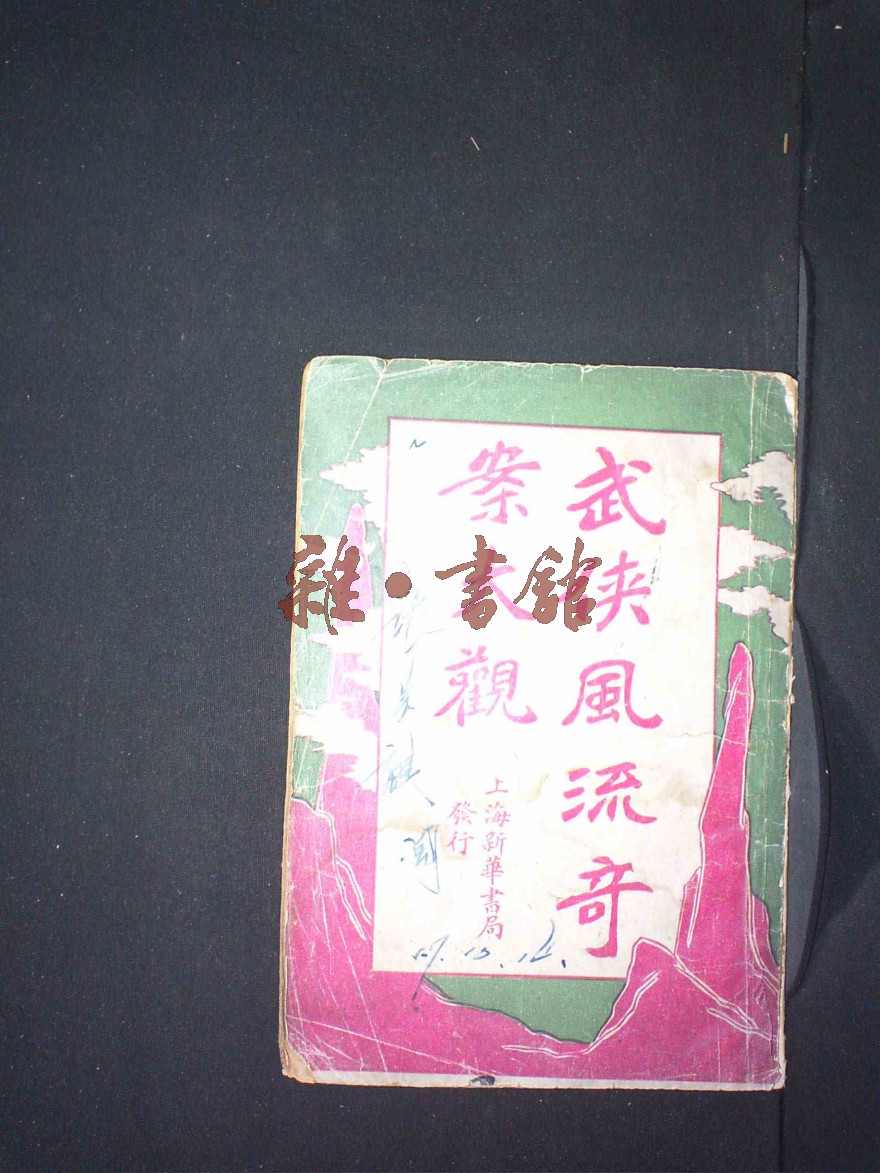 武俠風流奇
案大觀
上海新華書局
發行
雜·書館